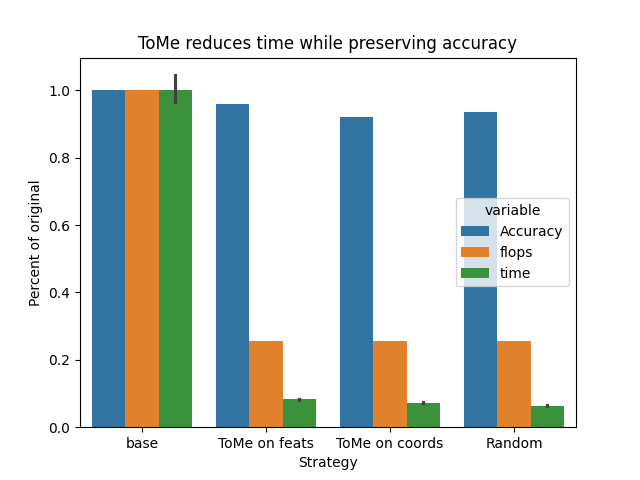 ToMe reduces time while preserving accuracy
Percent of original
1.0
0.8
0.6
0.4
0.2
0.0
variable
Accuracy
flops
time
base
ToMe on feats
ToMe on coords
Random
Strategy